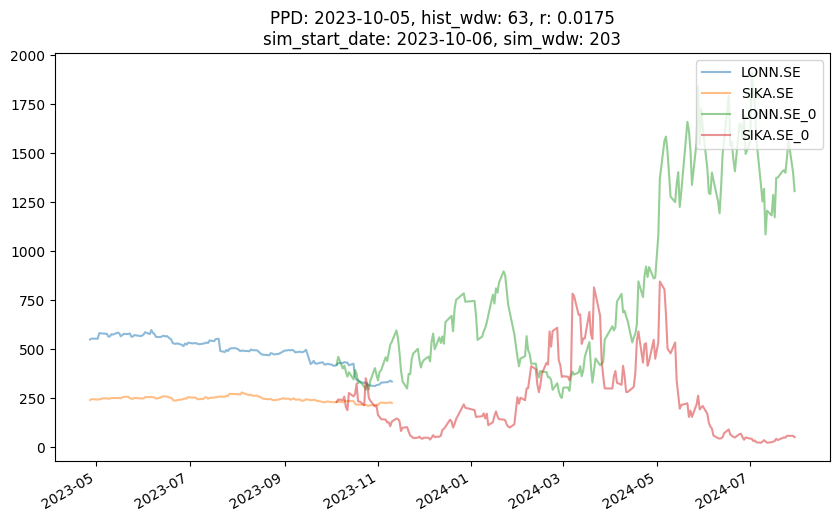 PPD: 2023-10-05, hist_wdw: 63, r: 0.0175
sim_start_date: 2023-10-06, sim_wdw: 203
2000
1750
1500
1250
1000
750
500
250
0
LONN.SE
SIKA.SE
LONN.SE_0
SIKA.SE_0
2023-05
2023-07
2023-09
2023-11
2024-01
2024-03
2024-05
2024-07